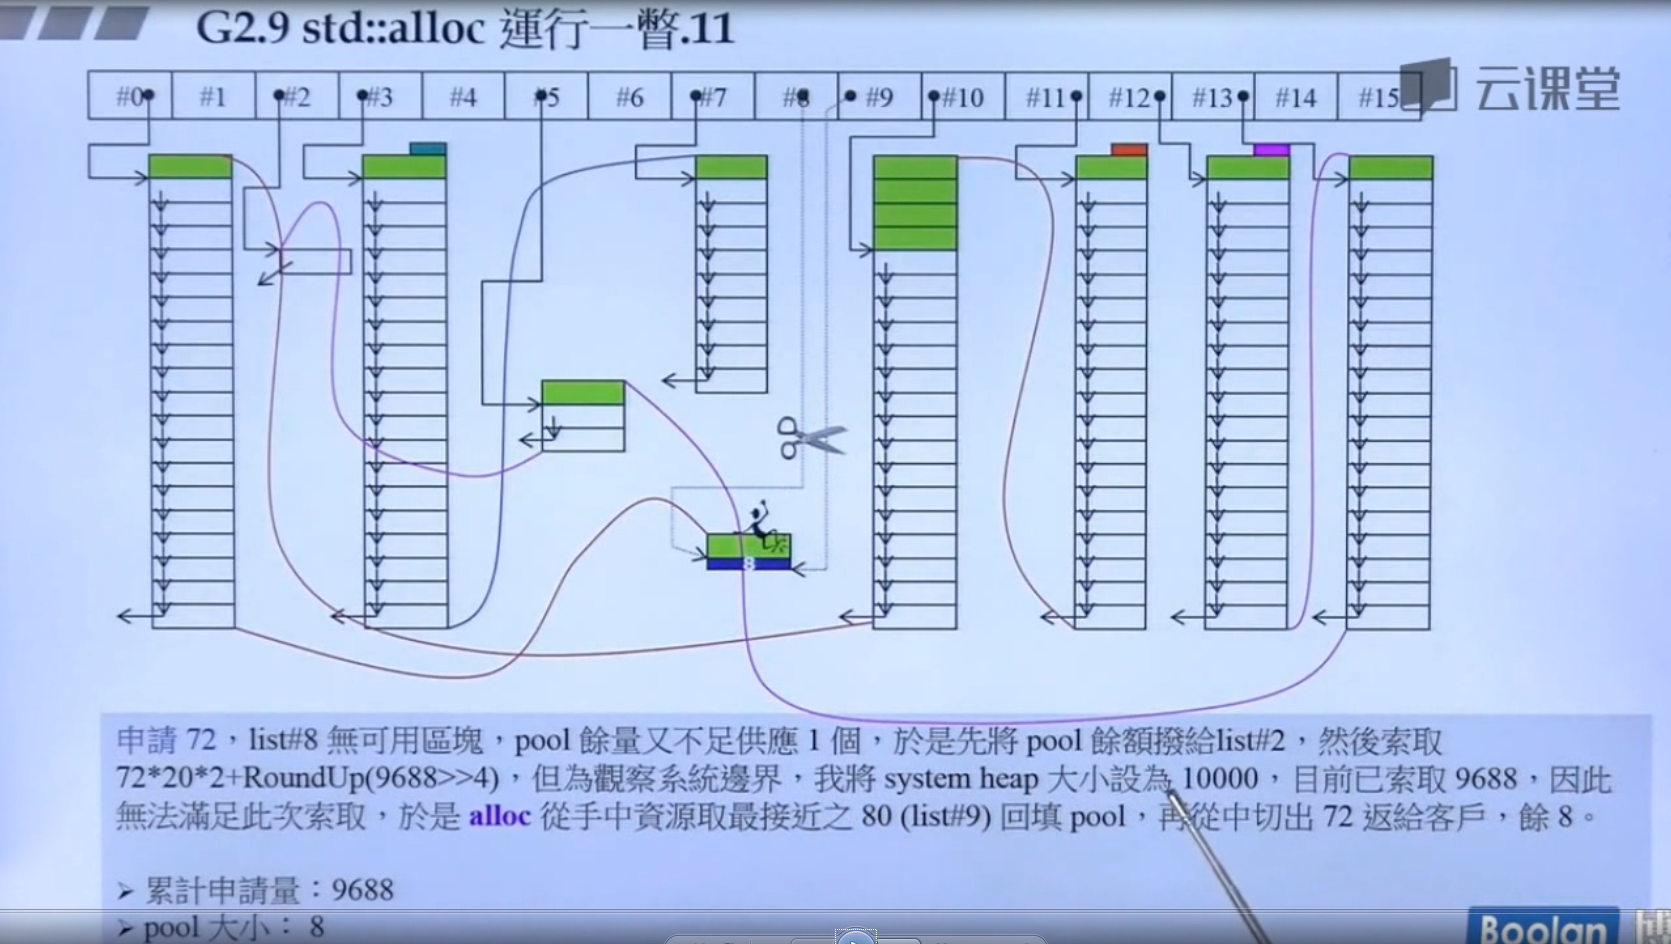 G2.9 std::alloc 運行一瞥.11
云课堂
#0 #1 #2 #3 #4 #5 #6 #7 #8 #9 #10 #11 #12 #13 #14 #15
8
申請 72，list#8 無可用區塊，pool 餘量又不足供應 1 個，於是先將 pool 餘額撥給list#2，然後索取
72*20*2+RoundUp(9688>>4)，但為觀察系統邊界，我將 system heap 大小設為 10000，目前已索取 9688，因此
無法滿足此次索取，於是 alloc 從手中資源取最接近之 80 (list#9) 回填 pool，再從中切出 72 返給客戶，餘 8。
➢ 累計申請量：9688
➢ pool 大小： 8
Boolan 博